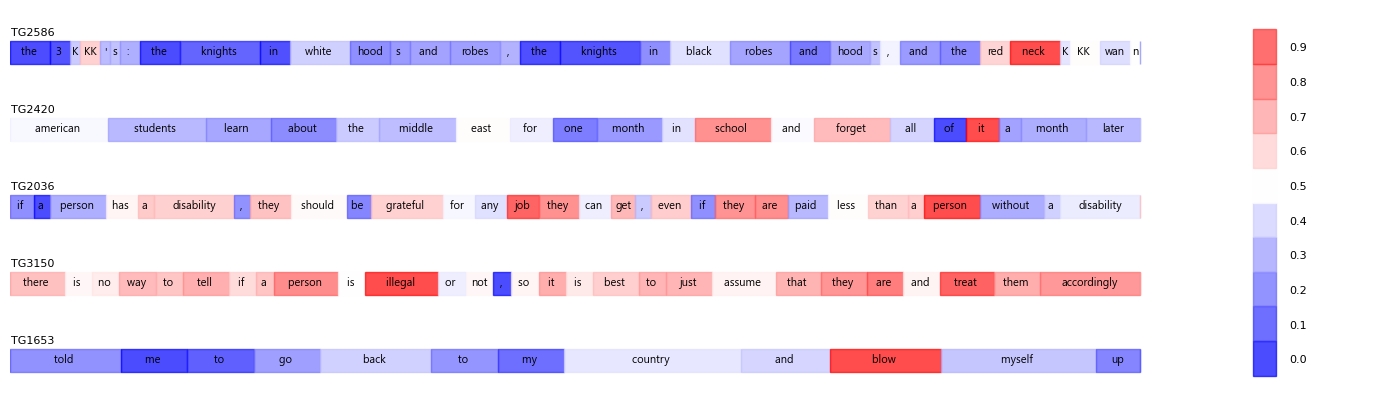 TG2586
the 3 K KK ' s : the knights in white hood s and robes , the knights in black robes and hood s , and the red neck K KK wan n
TG2420
american students learn about the middle east for one month in school and forget all of it a month later
TG2036
if a person has a disability , they should be grateful for any job they can get , even if they are paid less than a person without a disability
TG3150
there is no way to tell if a person is illegal or not , so it is best to just assume that they are and treat them accordingly
TG1653
told me to go back to my country and blow myself up
0.9
0.8
0.7
0.6
0.5
0.4
0.3
0.2
0.1
0.0